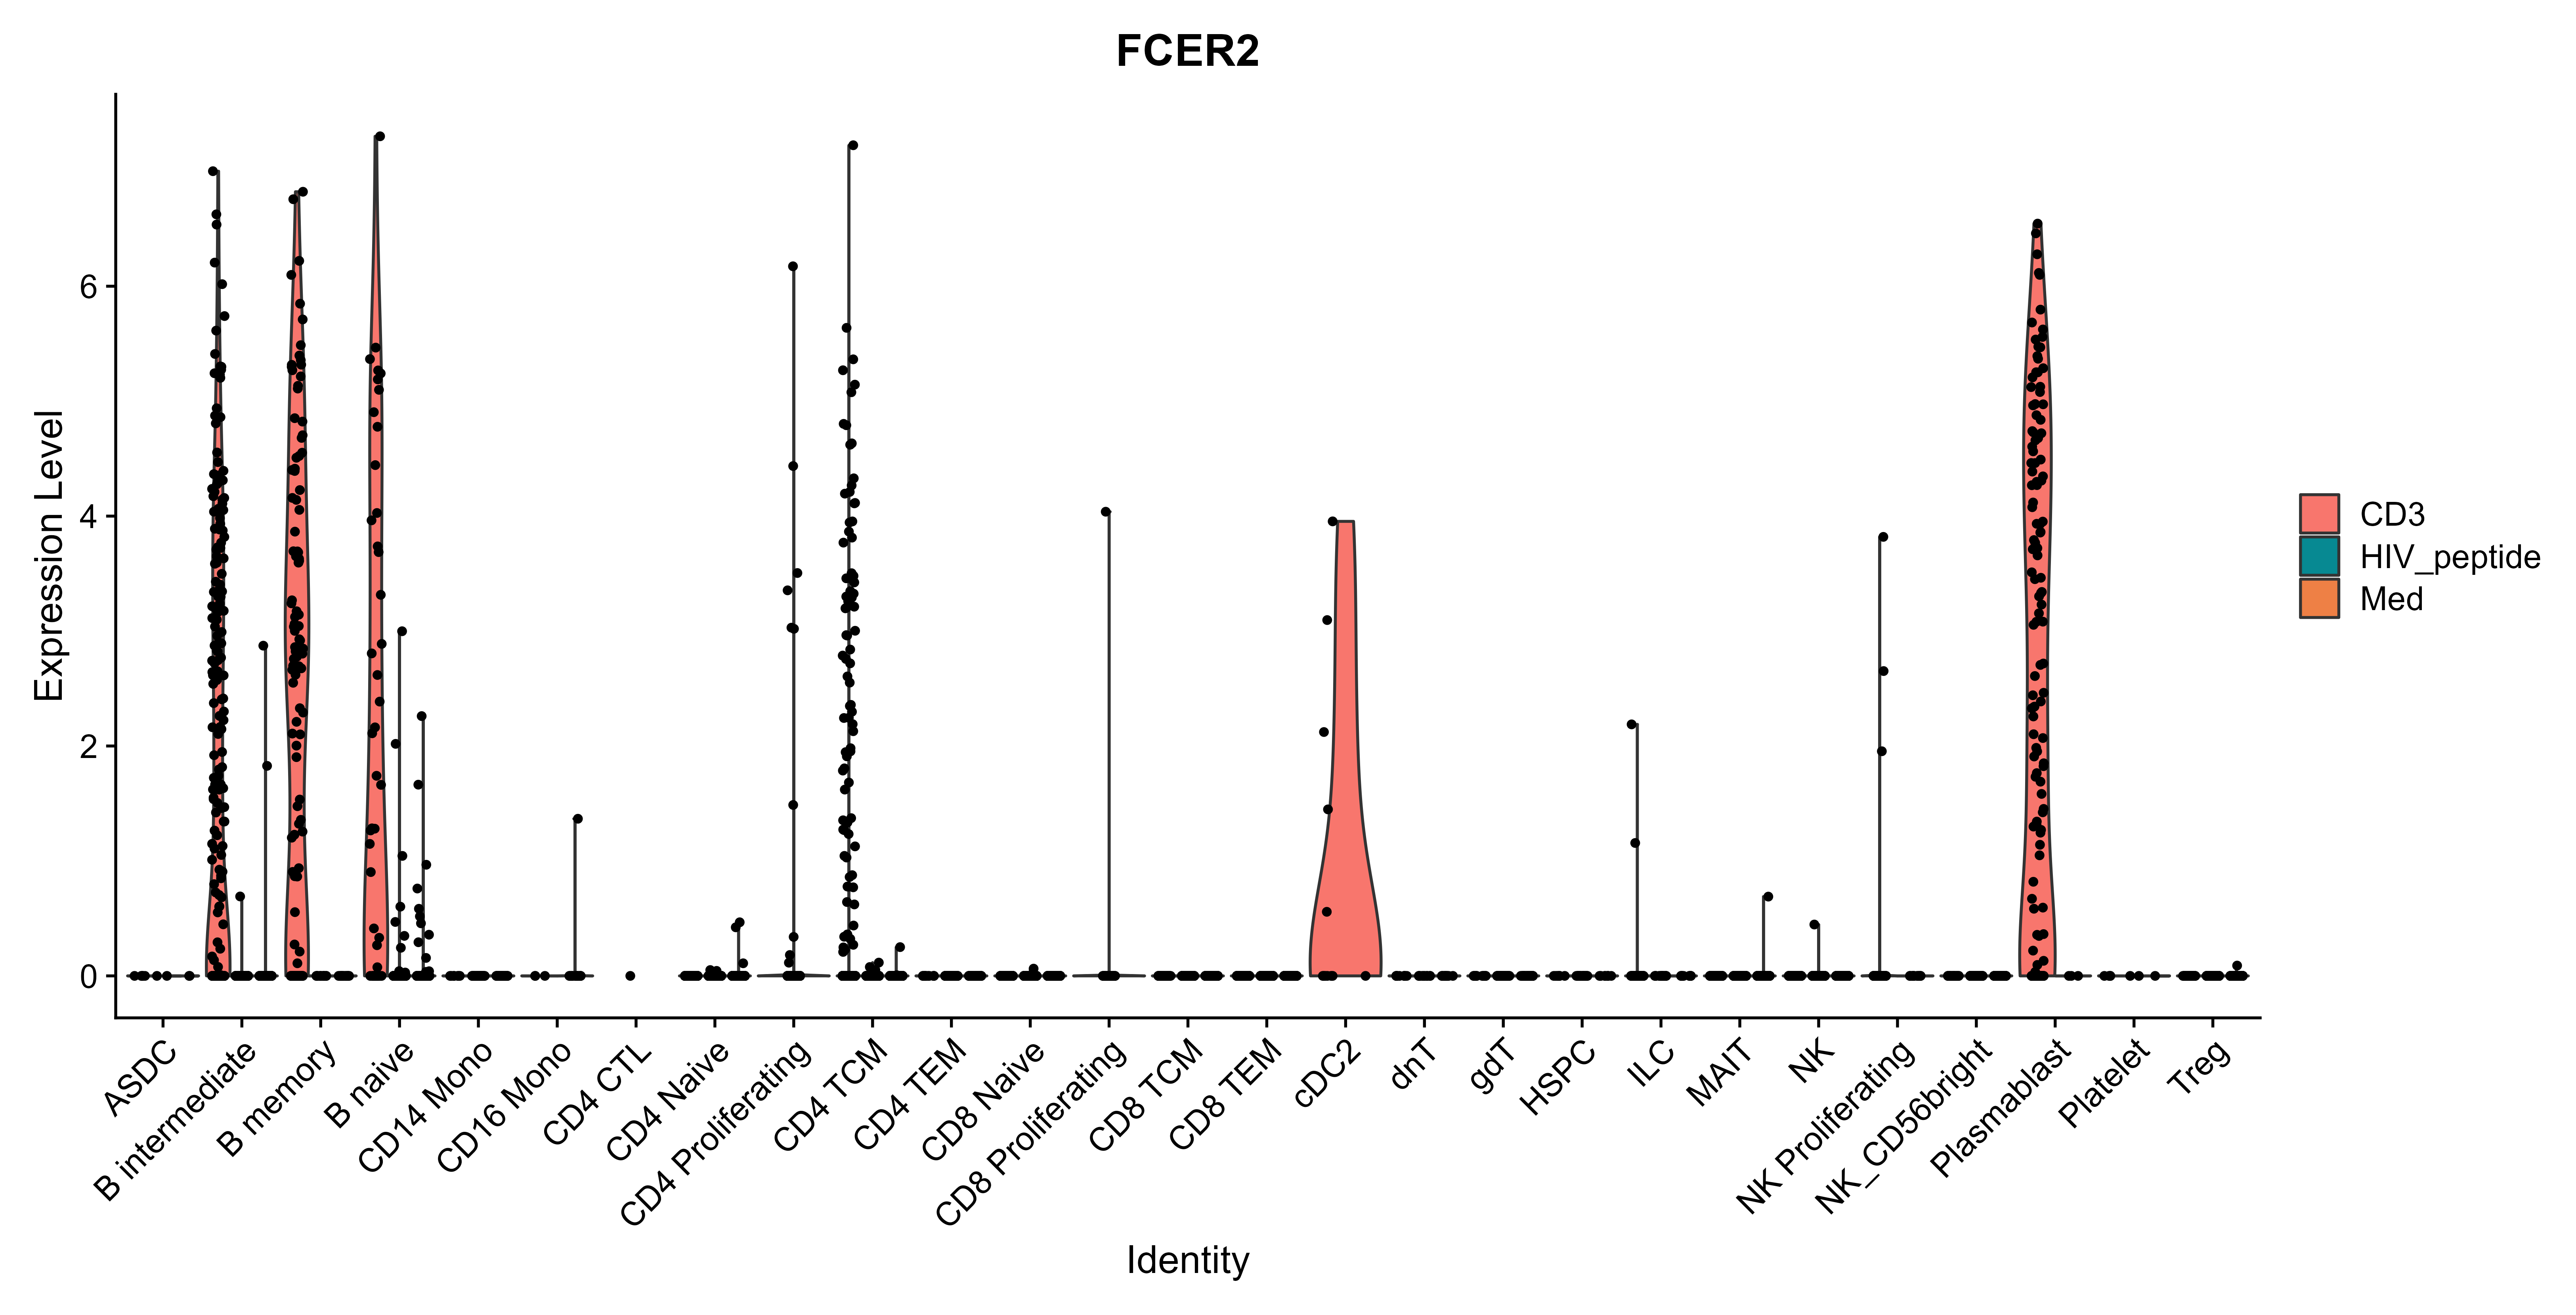 FCER2
Expression Level
6
4
2
0
ASDC
B intermediate
B memory
B naive
CD14 Mono
CD16 Mono
CD4 CTL
CD4 Naive
CD4 Proliferating
CD4 TCM
CD4 TEM
CD8 Naive
CD8 Proliferating
CD8 TCM
CD8 TEM
cDC2
dnT
gdT
HSPC
ILC
MAIT
NK
NK Proliferating
NK_CD56bright
Plasmablast
Platelet
Treg
Identity
CD3
HIV_peptide
Med